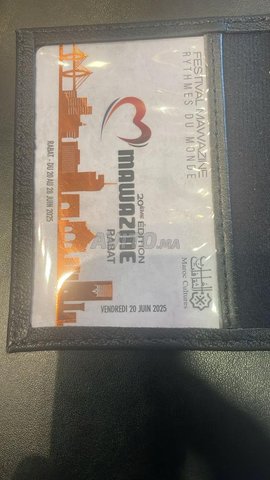 FESTIVAL MAWAZINE
RYTHMES DU MONDE
Maroc Cultures
20ème ÉDITION
MAWAZINE
RABAT
VENDREDI 20 JUIN 2025
RABAT - DU 20 AU 28 JUIN 2025